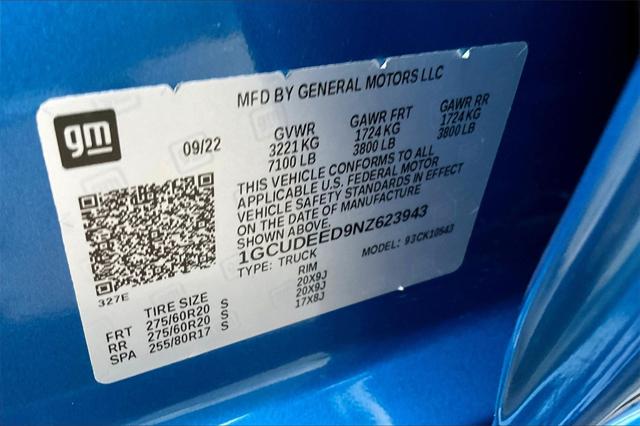 MFD BY GENERAL MOTORS LLC
gm
09/22
GVWR GAWR FRT GAWR RR
3221 KG 1724 KG 1724 KG
7100 LB 3800 LB 3800 LB
THIS VEHICLE CONFORMS TO ALL
APPLICABLE U.S. FEDERAL MOTOR
VEHICLE SAFETY STANDARDS IN EFFECT
ON THE DATE OF MANUFACTURE
SHOWN ABOVE.
1GCUDEED9NZ623943
TYPE: TRUCK MODEL: 93CK10543
327E
TIRE SIZE RIM
FRT 275/60R20 S 20X9J
RR 275/60R20 S 20X9J
SPA 255/80R17 S 17X8J